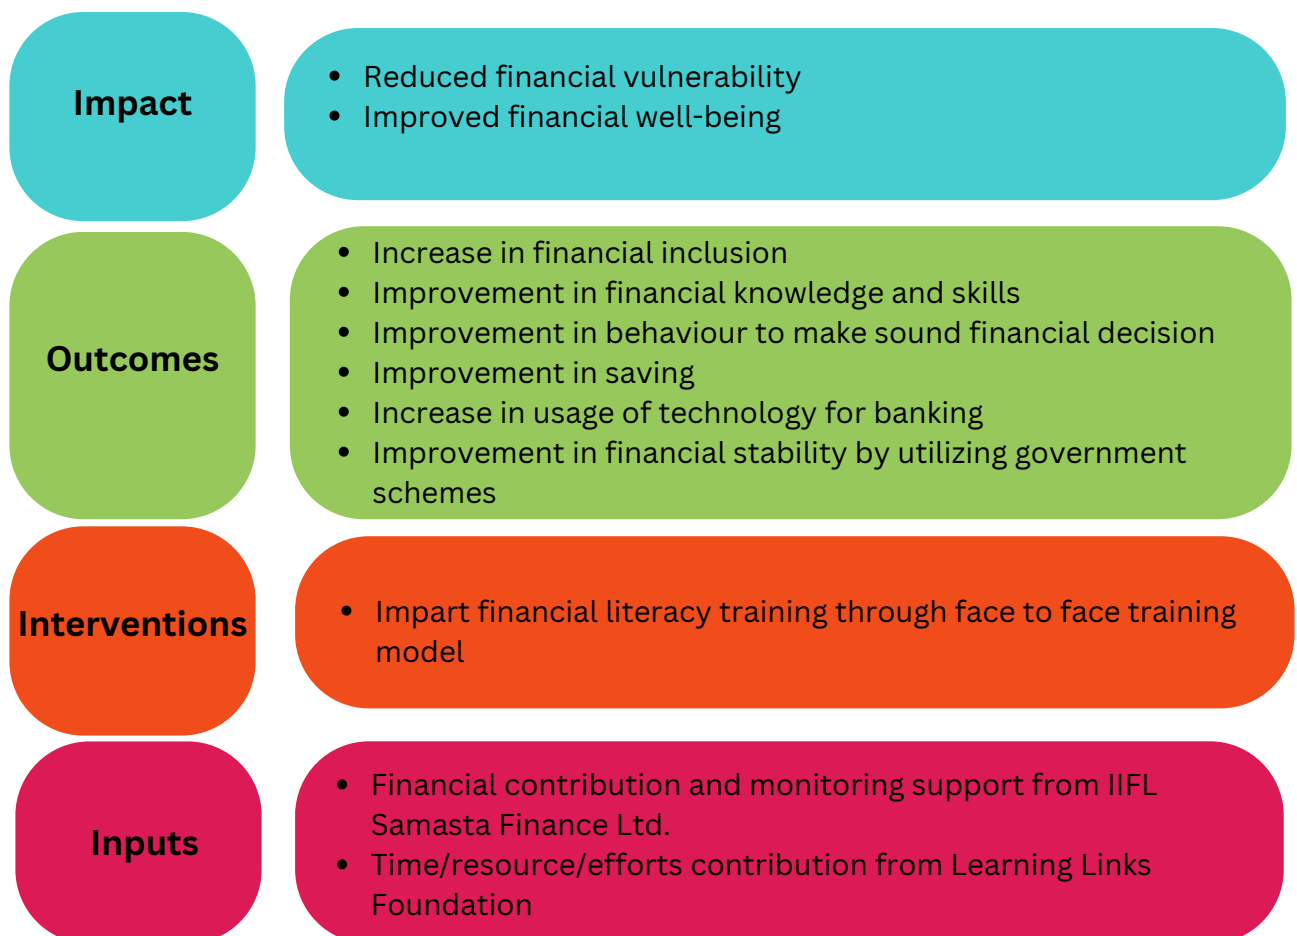 Impact
• Reduced financial vulnerability
• Improved financial well-being
Outcomes
• Increase in financial inclusion
• Improvement in financial knowledge and skills
• Improvement in behaviour to make sound financial decision
• Improvement in saving
• Increase in usage of technology for banking
• Improvement in financial stability by utilizing government
schemes
Interventions
• Impart financial literacy training through face to face training
model
Inputs
• Financial contribution and monitoring support from IIFL
Samasta Finance Ltd.
• Time/resource/efforts contribution from Learning Links
Foundation